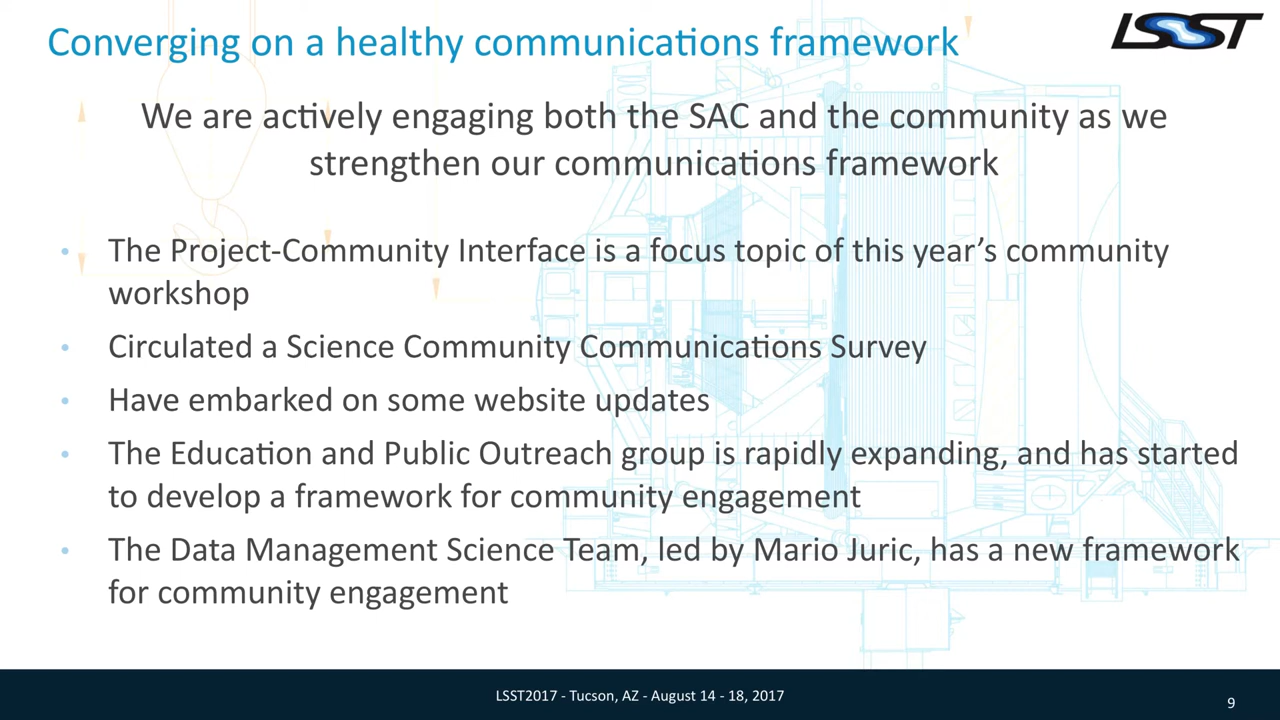 Converging on a healthy communications framework
LSST
We are actively engaging both the SAC and the community as we
strengthen our communications framework
• The Project-Community Interface is a focus topic of this year’s community
workshop
• Circulated a Science Community Communications Survey
• Have embarked on some website updates
• The Education and Public Outreach group is rapidly expanding, and has started
to develop a framework for community engagement
• The Data Management Science Team, led by Mario Juric, has a new framework
for community engagement
LSST2017 - Tucson, AZ - August 14 - 18, 2017
9